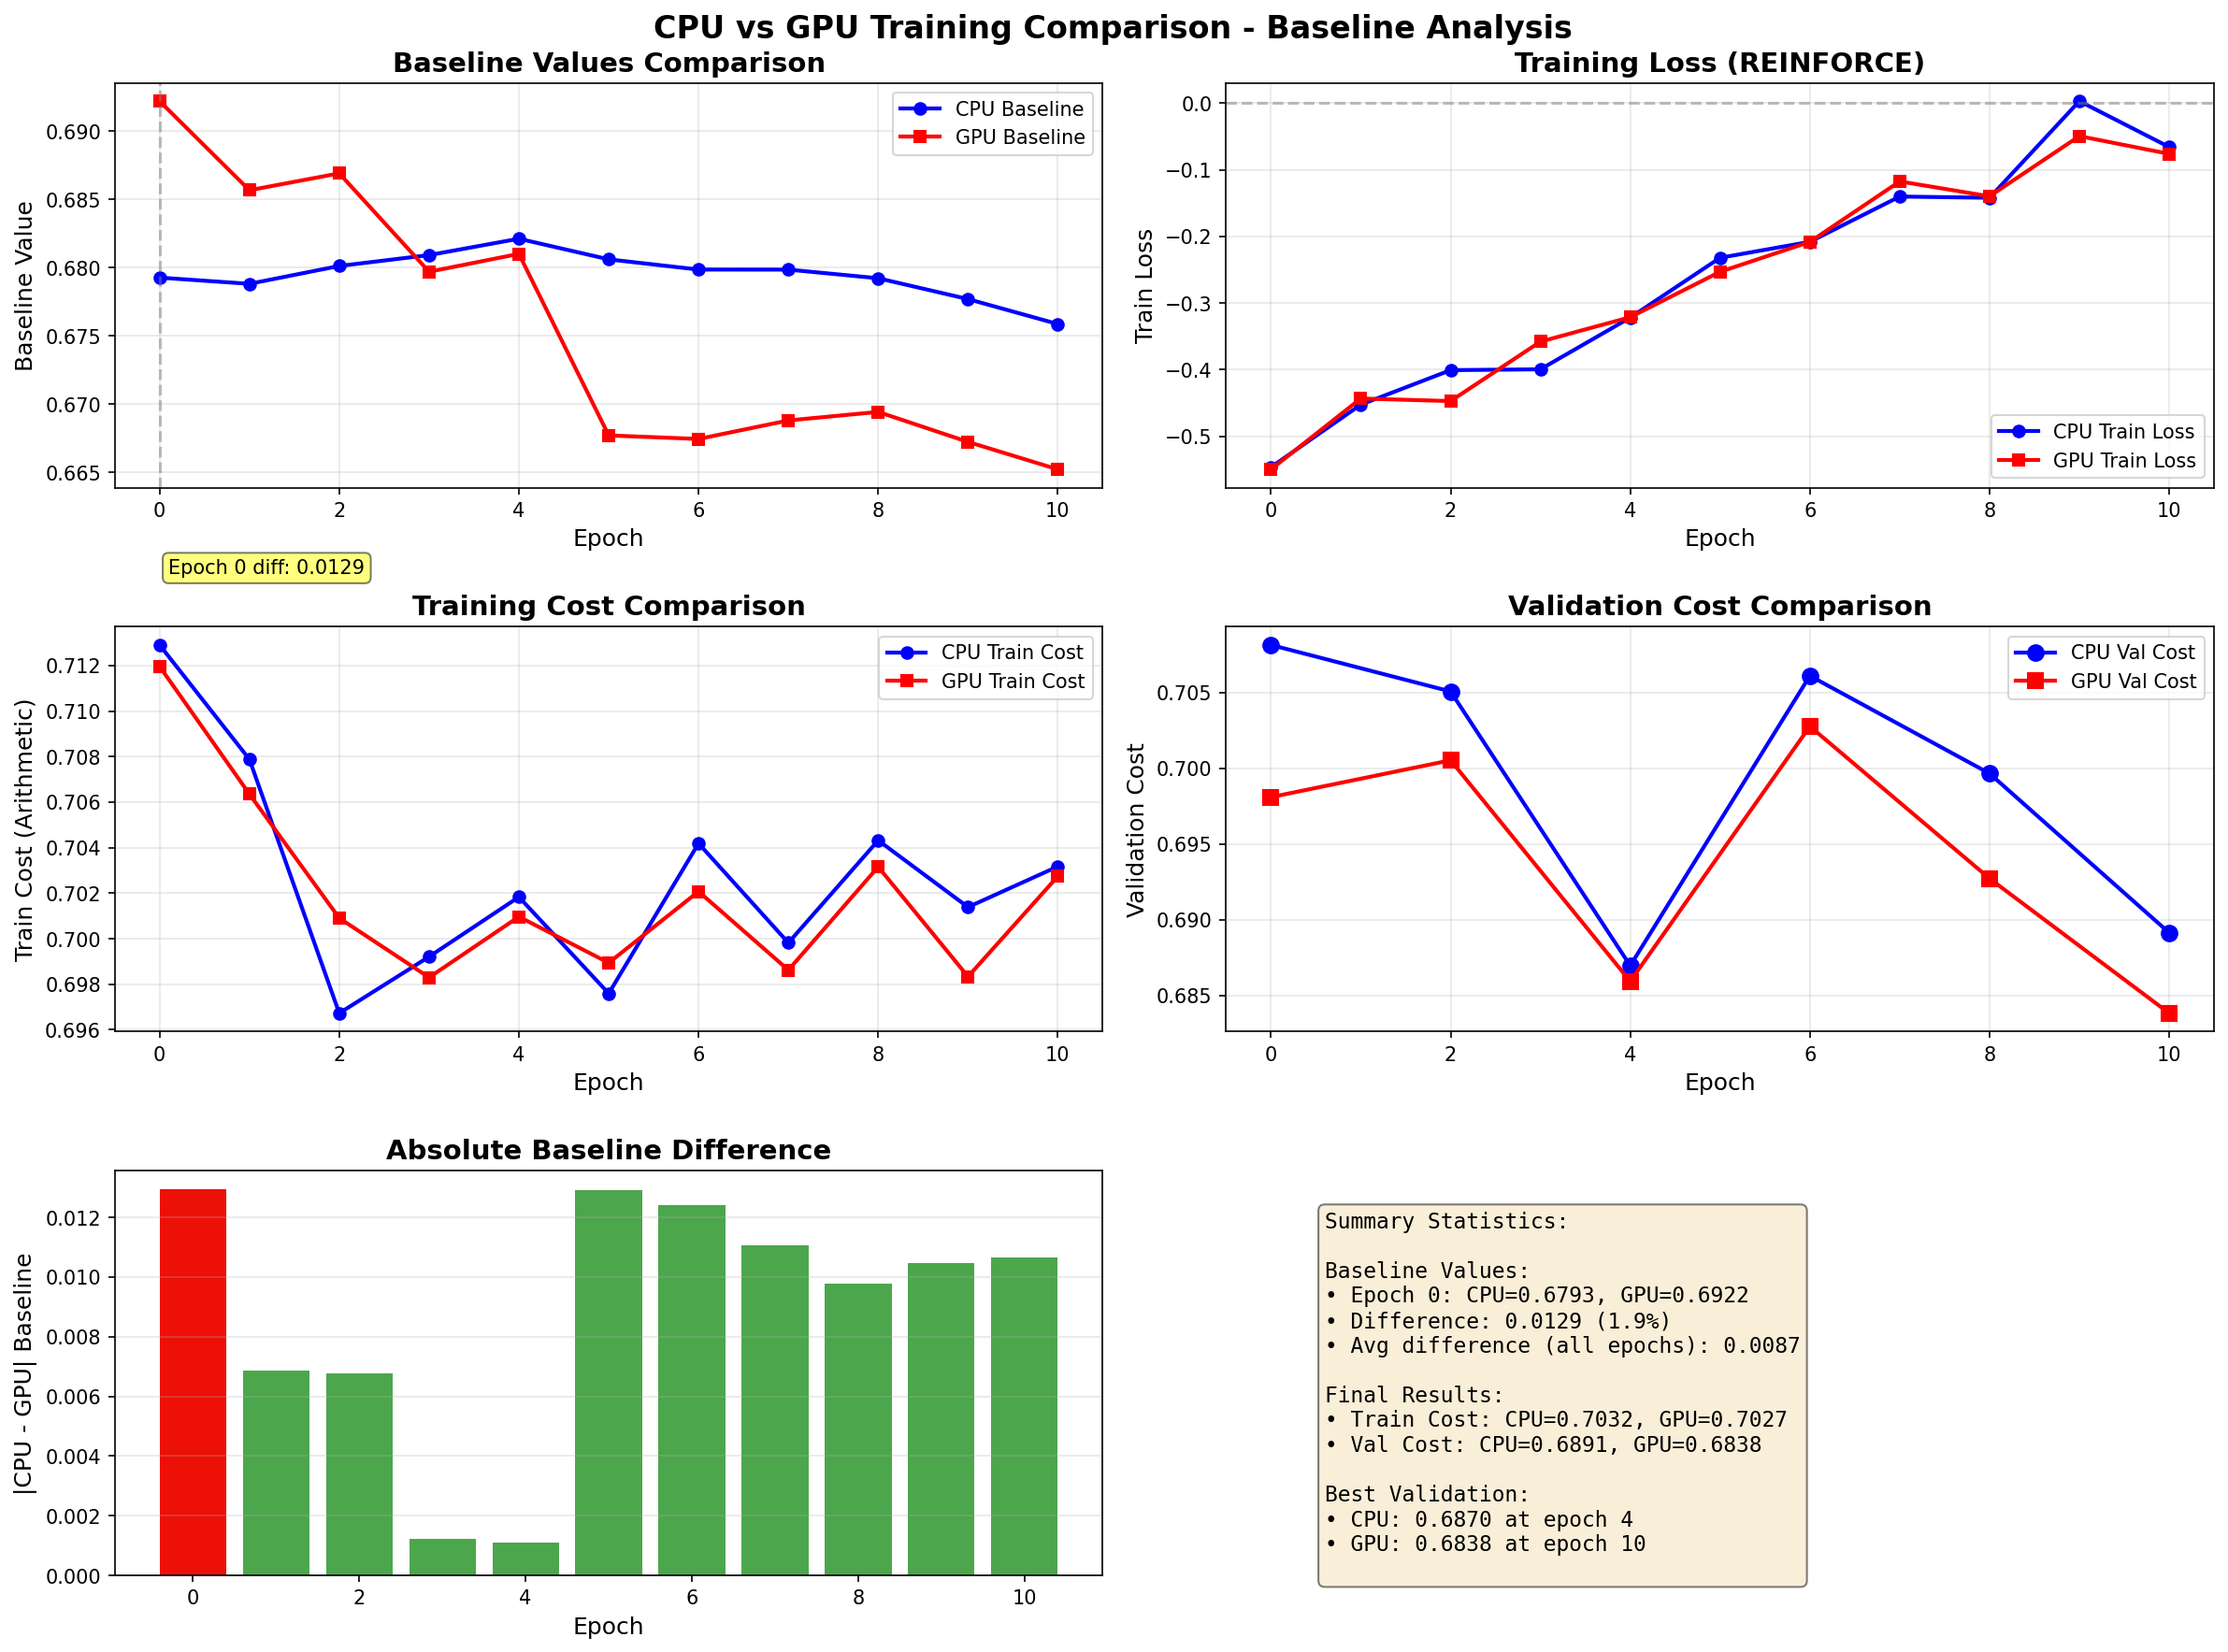 CPU vs GPU Training Comparison - Baseline Analysis
Baseline Values Comparison
Baseline Value
0.690
0.685
0.680
0.675
0.670
0.665
CPU Baseline
GPU Baseline
0 2 4 6 8 10
Epoch
Epoch 0 diff: 0.0129
Training Loss (REINFORCE)
Train Loss
0.0
−0.1
−0.2
−0.3
−0.4
−0.5
CPU Train Loss
GPU Train Loss
0 2 4 6 8 10
Epoch
Training Cost Comparison
Train Cost (Arithmetic)
0.712
0.710
0.708
0.706
0.704
0.702
0.700
0.698
0.696
CPU Train Cost
GPU Train Cost
0 2 4 6 8 10
Epoch
Validation Cost Comparison
Validation Cost
0.705
0.700
0.695
0.690
0.685
CPU Val Cost
GPU Val Cost
0 2 4 6 8 10
Epoch
Absolute Baseline Difference
|CPU - GPU| Baseline
0.012
0.010
0.008
0.006
0.004
0.002
0.000
0 2 4 6 8 10
Epoch
Summary Statistics:
Baseline Values:
• Epoch 0: CPU=0.6793, GPU=0.6922
• Difference: 0.0129 (1.9%)
• Avg difference (all epochs): 0.0087
Final Results:
• Train Cost: CPU=0.7032, GPU=0.7027
• Val Cost: CPU=0.6891, GPU=0.6838
Best Validation:
• CPU: 0.6870 at epoch 4
• GPU: 0.6838 at epoch 10